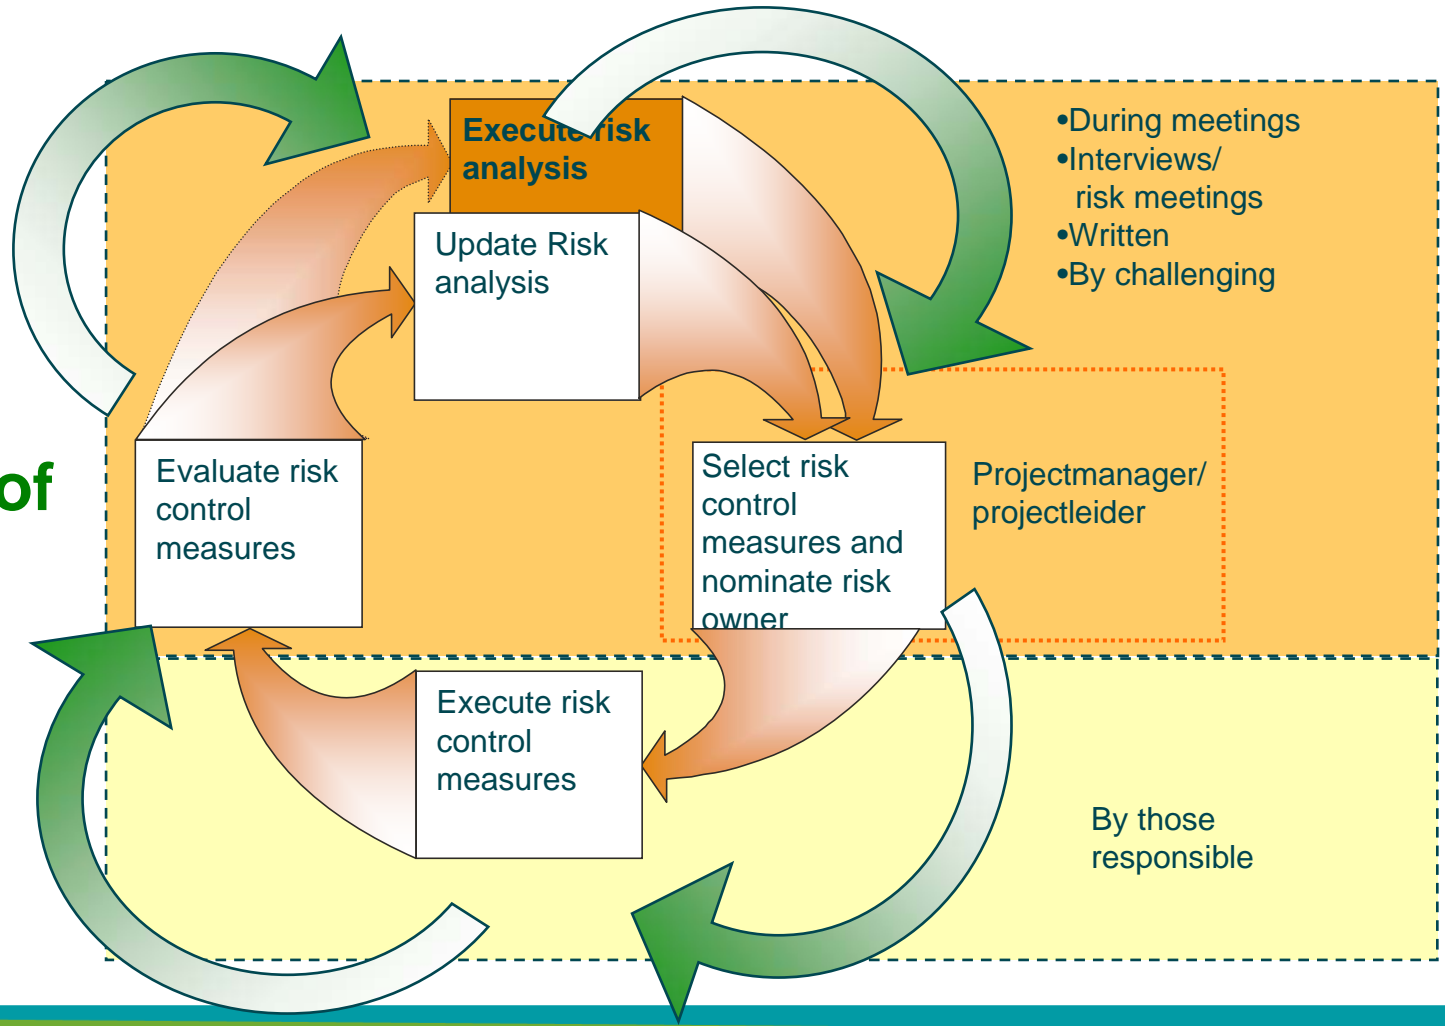 Execute risk
analysis
Update Risk
analysis
•During meetings
•Interviews/
risk meetings
•Written
•By challenging
of
Evaluate risk
control
measures
Select risk
control
measures and
nominate risk
owner
Projectmanager/
projectleider
Execute risk
control
measures
By those
responsible